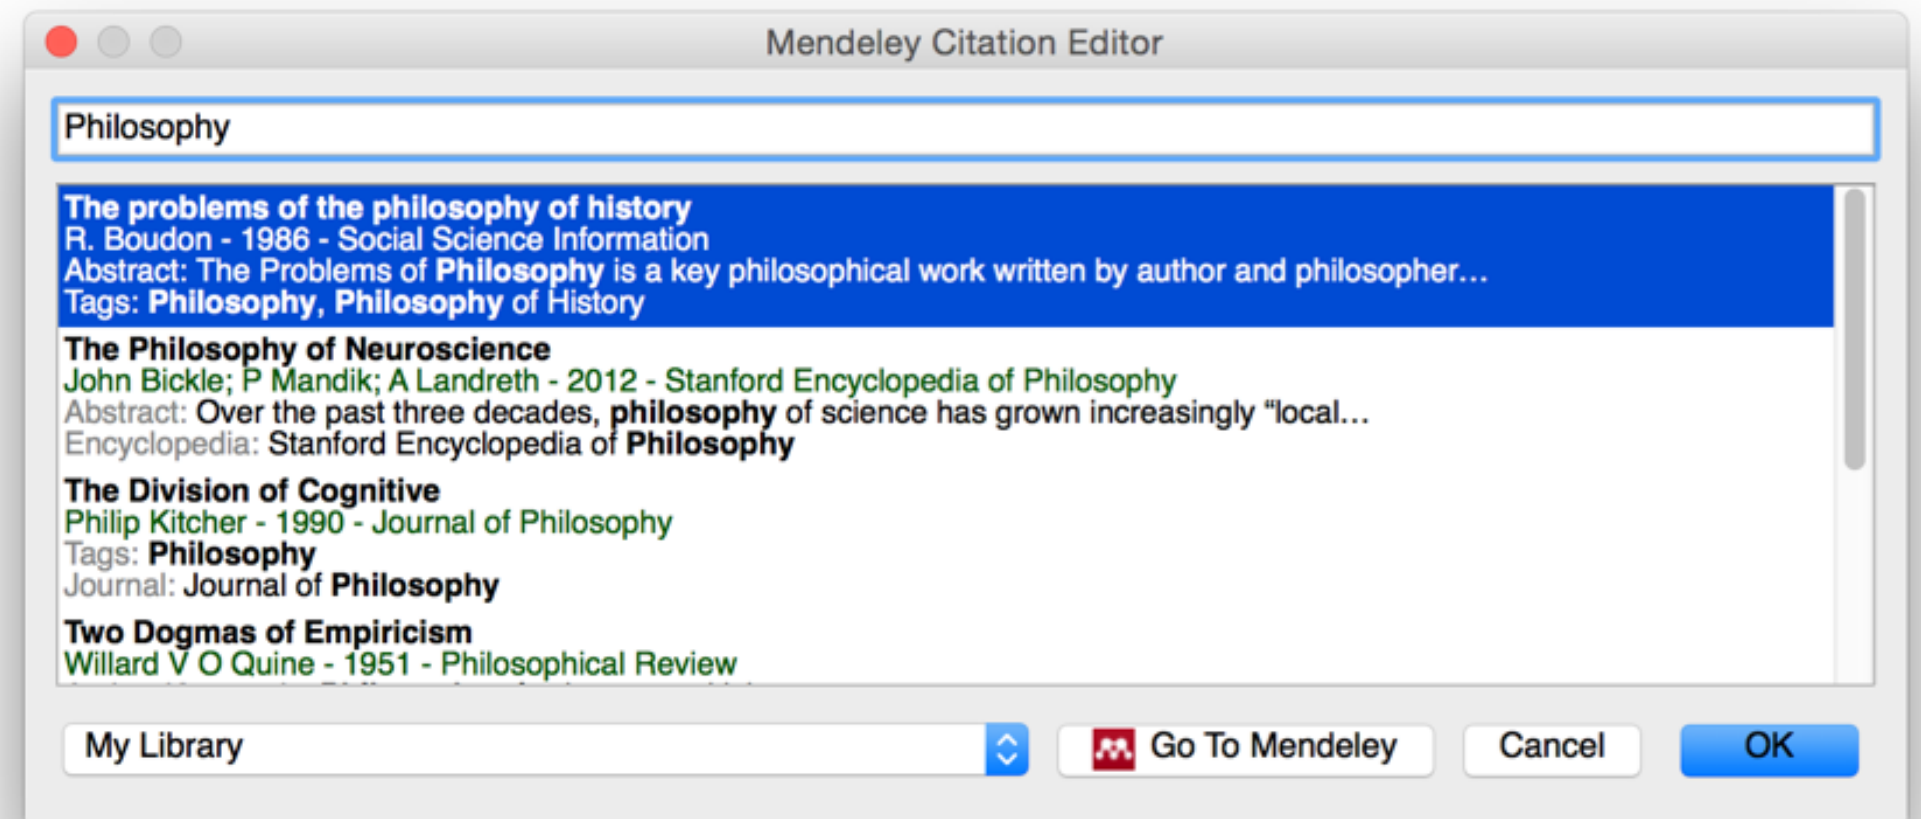 Mendeley Citation Editor
Philosophy
The problems of the philosophy of history
R. Boudon - 1986 - Social Science Information
Abstract: The Problems of Philosophy is a key philosophical work written by author and philosopher...
Tags: Philosophy, Philosophy of History
The Philosophy of Neuroscience
John Bickle; P Mandik; A Landreth - 2012 - Stanford Encyclopedia of Philosophy
Abstract: Over the past three decades, philosophy of science has grown increasingly “local...
Encyclopedia: Stanford Encyclopedia of Philosophy
The Division of Cognitive
Philip Kitcher - 1990 - Journal of Philosophy
Tags: Philosophy
Journal: Journal of Philosophy
Two Dogmas of Empiricism
Willard V O Quine - 1951 - Philosophical Review
My Library
Go To Mendeley
Cancel
OK